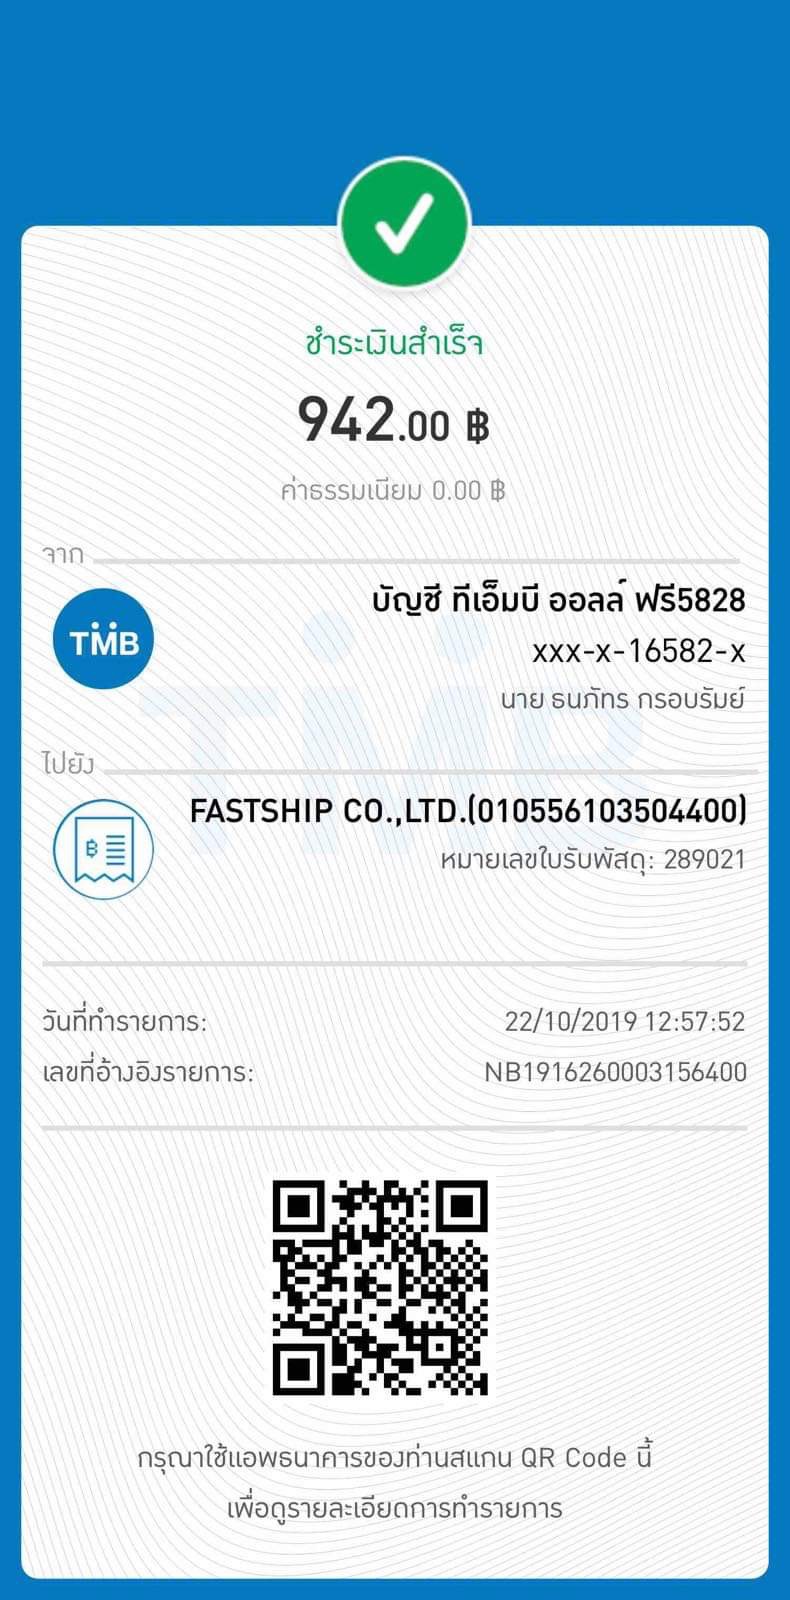 ชำระเงินสำเร็จ
942.00 ฿
ค่าธรรมเนียม 0.00 ฿
จาก
TMB
บัญชี ทีเอ็มบี ออลล์ ฟรี5828
xxx-x-16582-x
นาย ธนภัทร กรอบรัมย์
ไปยัง
฿
FASTSHIP CO.,LTD.(010556103504400)
หมายเลขใบรับพัสดุ: 289021
TMB
วันที่ทำรายการ: 22/10/2019 12:57:52
เลขที่อ้างอิงรายการ: NB1916260003156400
กรุณาใช้แอพธนาคารของท่านสแกน QR Code นี้
เพื่อดูรายละเอียดการทำรายการ